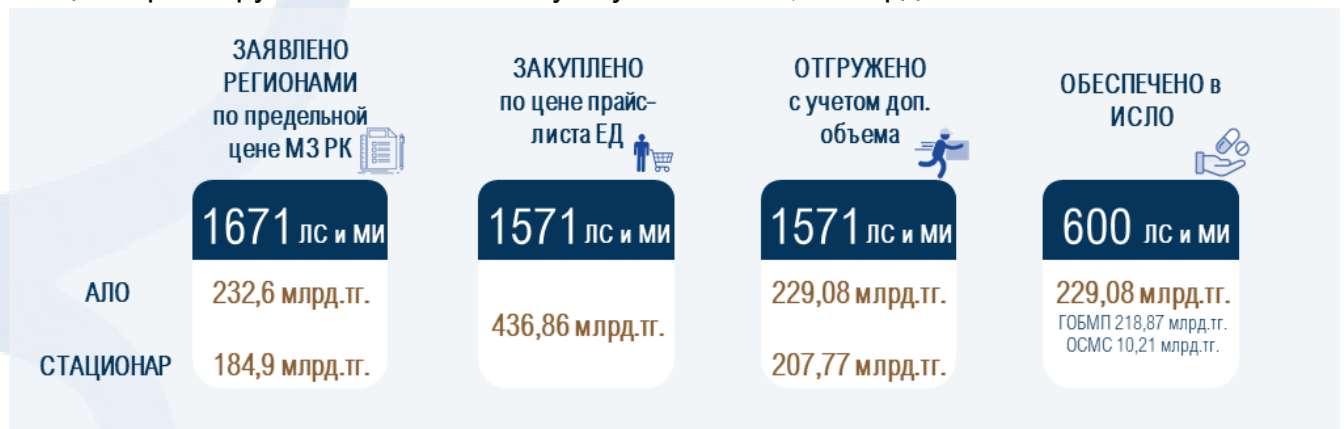 ЗАЯВЛЕНО
РЕГИОНАМИ
по предельной
цене МЗ РК
ЗАКУПЛЕНО
по цене прайс-
листа ЕД
ОТГРУЖЕНО
с учетом доп.
объема
ОБЕСПЕЧЕНО в
ИСЛО
1671 ЛС и МИ
1571 ЛС и МИ
1571 ЛС и МИ
600 ЛС и МИ
АЛО
232,6 млрд.тг.
436,86 млрд.тг.
229,08 млрд.тг.
229,08 млрд.тг.
ГОБМП 218,87 млрд.тг.
ОСМС 10,21 млрд.тг.
СТАЦИОНАР
184,9 млрд.тг.
207,77 млрд.тг.